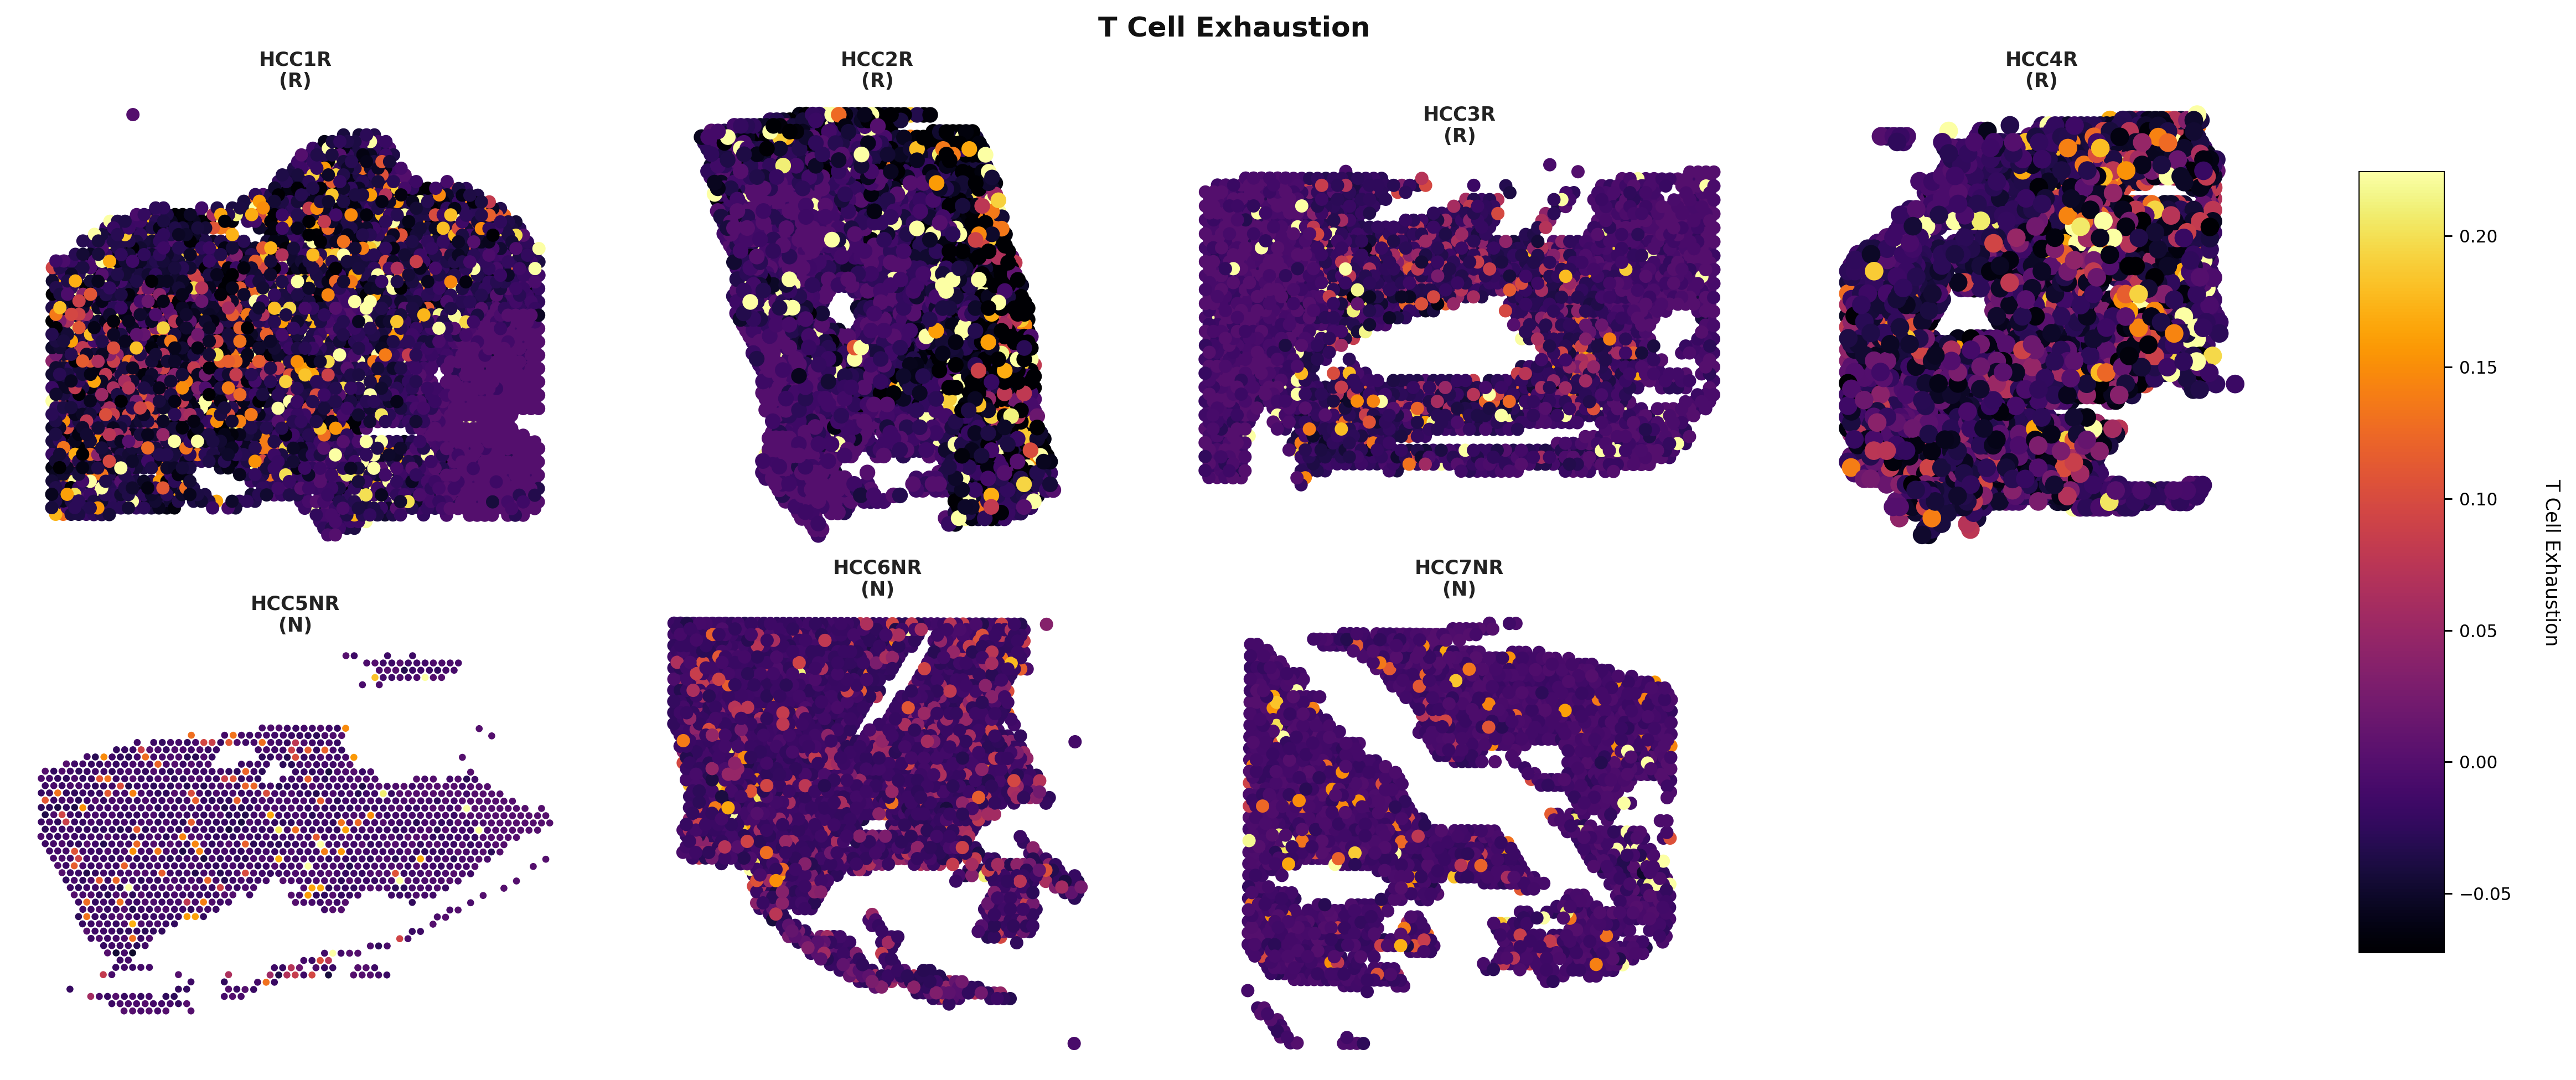 T Cell Exhaustion
HCC1R
(R)
HCC2R
(R)
HCC3R
(R)
HCC4R
(R)
HCC5NR
(N)
HCC6NR
(N)
HCC7NR
(N)
0.20
0.15
0.10
0.05
0.00
−0.05
T Cell Exhaustion